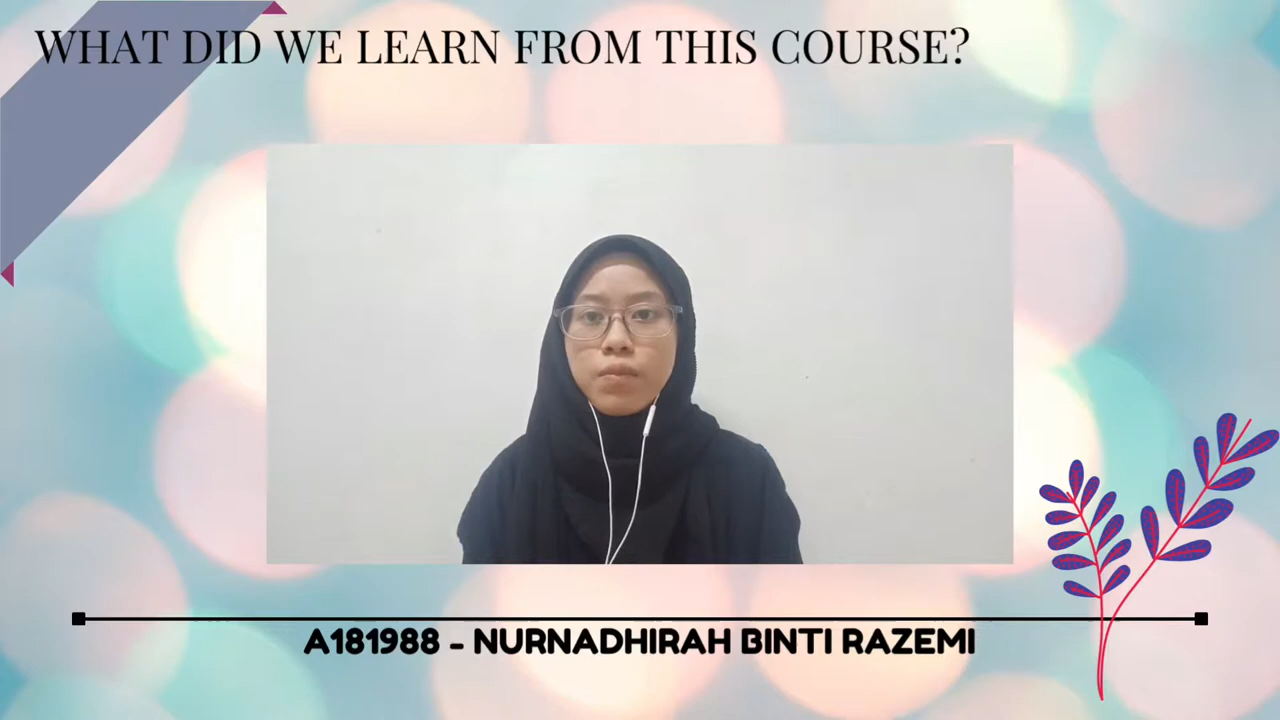 WHAT DID WE LEARN FROM THIS COURSE?
A181988 - NURNADHIRAH BINTI RAZEMI